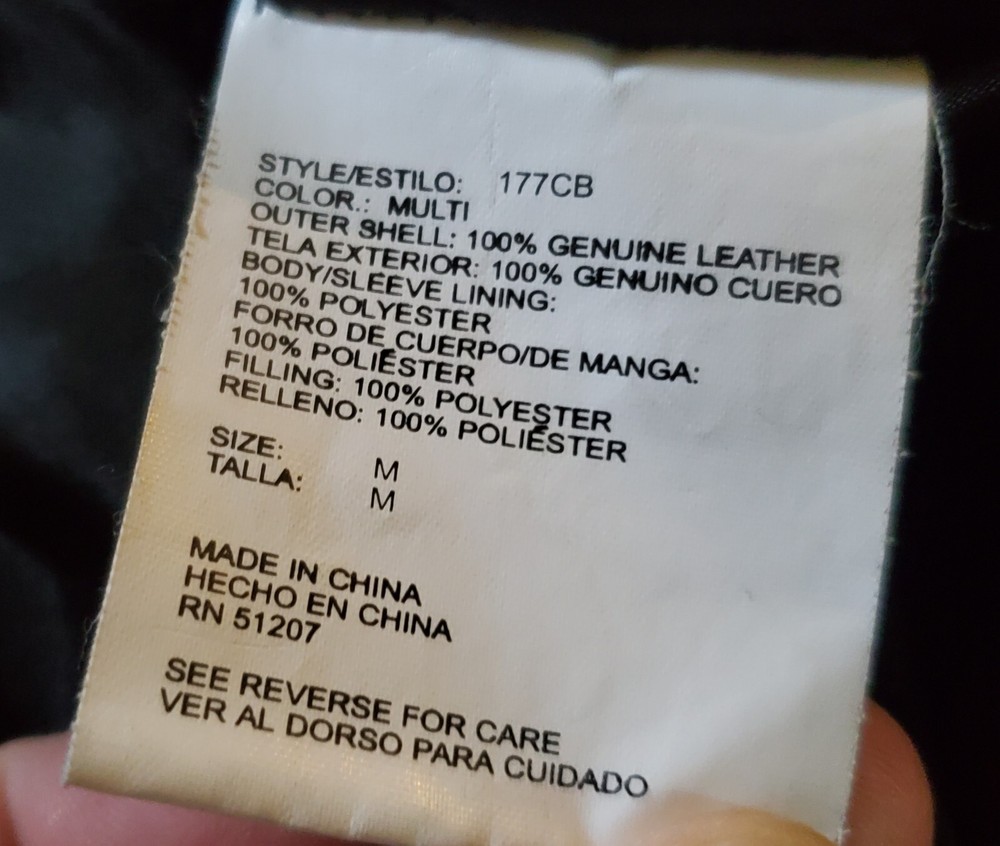 STYLE/ESTILO: 177CB
COLOR.: MULTI
OUTER SHELL: 100% GENUINE LEATHER
TELA EXTERIOR: 100% GENUINO CUERO
BODY/SLEEVE LINING:
100% POLYESTER
FORRO DE CUERPO/DE MANGA:
100% POLIÉSTER
FILLING: 100% POLYESTER
RELLENO: 100% POLIÉSTER
SIZE: M
TALLA: M
MADE IN CHINA
HECHO EN CHINA
RN 51207
SEE REVERSE FOR CARE
VER AL DORSO PARA CUIDADO